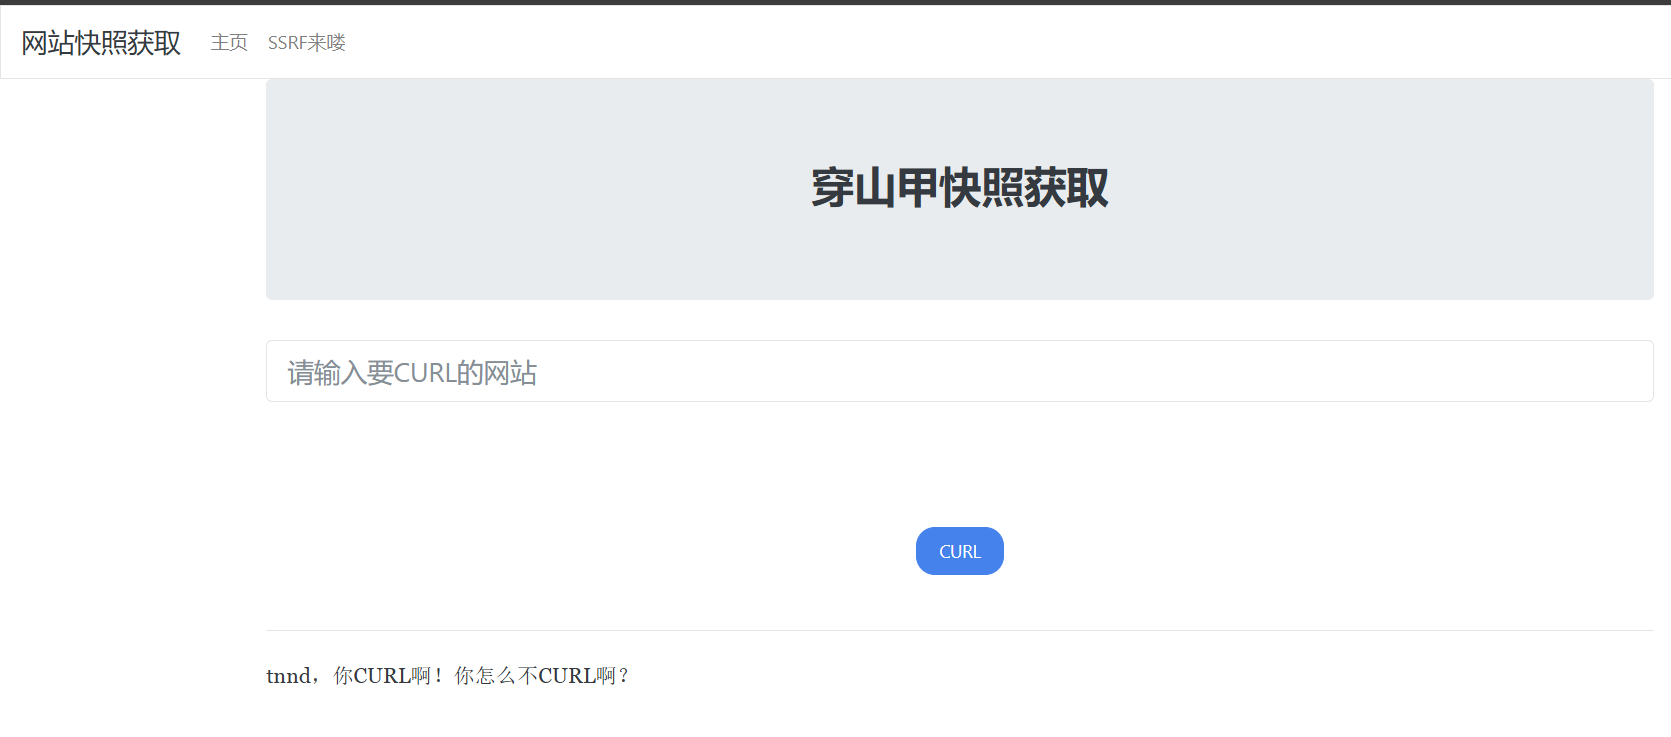 网站快照获取 主页 SSRF来喽
穿山甲快照获取
请输入要CURL的网站
CURL
tnnd，你CURL啊！你怎么不CURL啊？